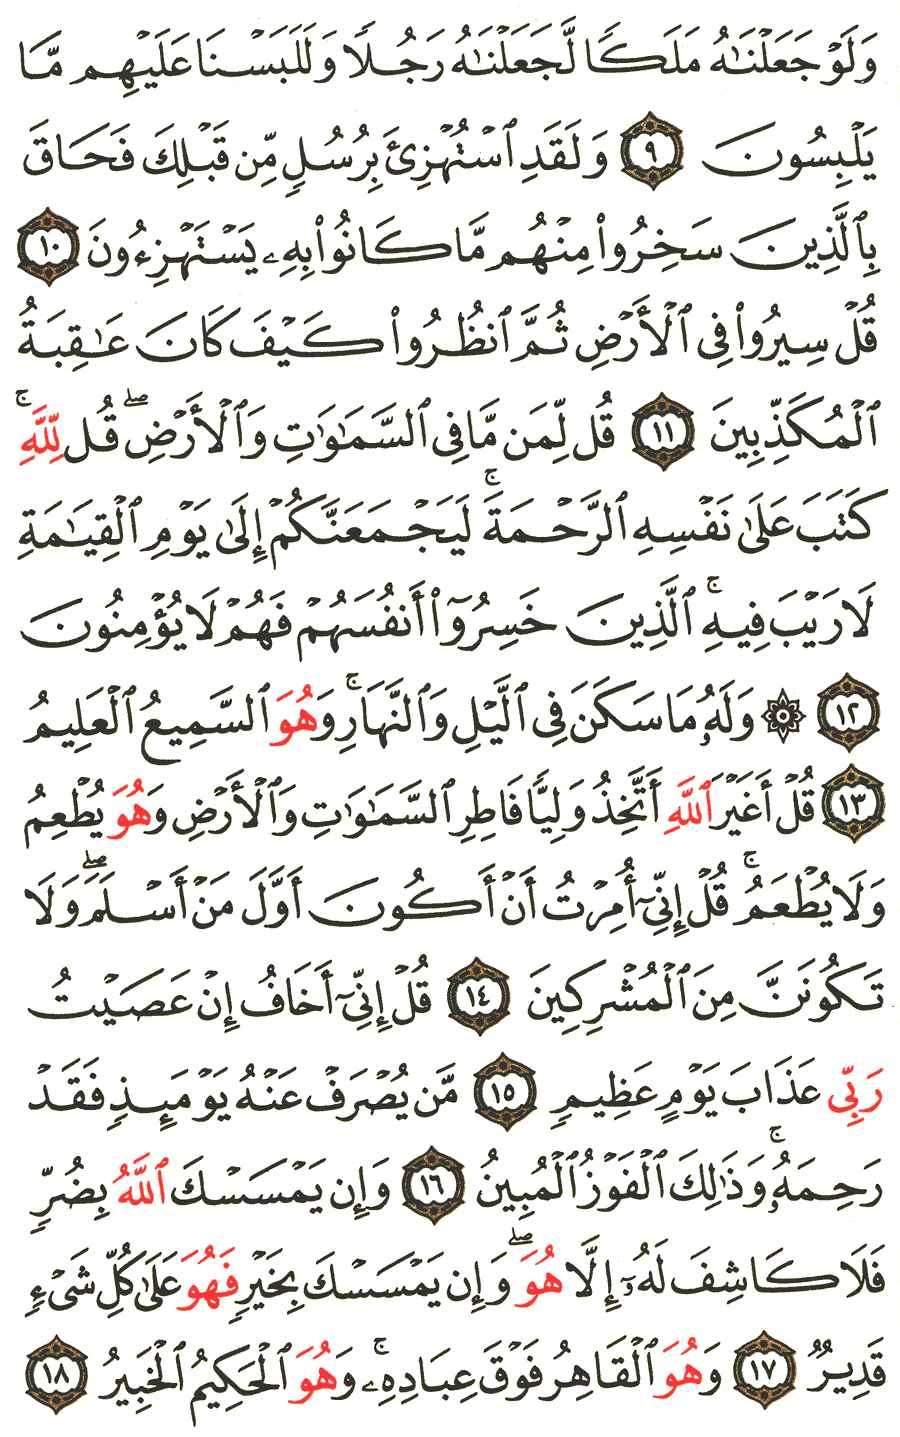 وَلَوْ جَعَلْنَٰهُ مَلَكًا لَّجَعَلْنَٰهُ رَجُلًا وَلَلَبَسْنَا عَلَيْهِم مَّا
يَلْبِسُونَ ٩ وَلَقَدِ ٱسْتُهْزِئَ بِرُسُلٍ مِّن قَبْلِكَ فَحَاقَ
بِٱلَّذِينَ سَخِرُوا۟ مِنْهُم مَّا كَانُوا۟ بِهِۦ يَسْتَهْزِءُونَ ١٠
قُلْ سِيرُوا۟ فِى ٱلْأَرْضِ ثُمَّ ٱنظُرُوا۟ كَيْفَ كَانَ عَٰقِبَةُ
ٱلْمُكَذِّبِينَ ١١ قُل لِّمَن مَّا فِى ٱلسَّمَٰوَٰتِ وَٱلْأَرْضِ ۖ قُل لِّلَّهِ ۚ
كَتَبَ عَلَىٰ نَفْسِهِ ٱلرَّحْمَةَ ۚ لَيَجْمَعَنَّكُمْ إِلَىٰ يَوْمِ ٱلْقِيَٰمَةِ
لَا رَيْبَ فِيهِ ۚ ٱلَّذِينَ خَسِرُوٓا۟ أَنفُسَهُمْ فَهُمْ لَا يُؤْمِنُونَ
١٢ ۞ وَلَهُۥ مَا سَكَنَ فِى ٱلَّيْلِ وَٱلنَّهَارِ ۚ وَهُوَ ٱلسَّمِيعُ ٱلْعَلِيمُ
١٣ قُلْ أَغَيْرَ ٱللَّهِ أَتَّخِذُ وَلِيًّا فَاطِرِ ٱلسَّمَٰوَٰتِ وَٱلْأَرْضِ وَهُوَ يُطْعِمُ
وَلَا يُطْعَمُ ۗ قُلْ إِنِّىٓ أُمِرْتُ أَنْ أَكُونَ أَوَّلَ مَنْ أَسْلَمَ ۖ وَلَا
تَكُونَنَّ مِنَ ٱلْمُشْرِكِينَ ١٤ قُلْ إِنِّىٓ أَخَافُ إِنْ عَصَيْتُ
رَبِّى عَذَابَ يَوْمٍ عَظِيمٍ ١٥ مَّن يُصْرَفْ عَنْهُ يَوْمَئِذٍ فَقَدْ
رَحِمَهُۥ ۚ وَذَٰلِكَ ٱلْفَوْزُ ٱلْمُبِينُ ١٦ وَإِن يَمْسَسْكَ ٱللَّهُ بِضُرٍّ
فَلَا كَاشِفَ لَهُۥٓ إِلَّا هُوَ ۖ وَإِن يَمْسَسْكَ بِخَيْرٍ فَهُوَ عَلَىٰ كُلِّ شَىْءٍ
قَدِيرٌ ١٧ وَهُوَ ٱلْقَاهِرُ فَوْقَ عِبَادِهِۦ ۚ وَهُوَ ٱلْحَكِيمُ ٱلْخَبِيرُ ١٨